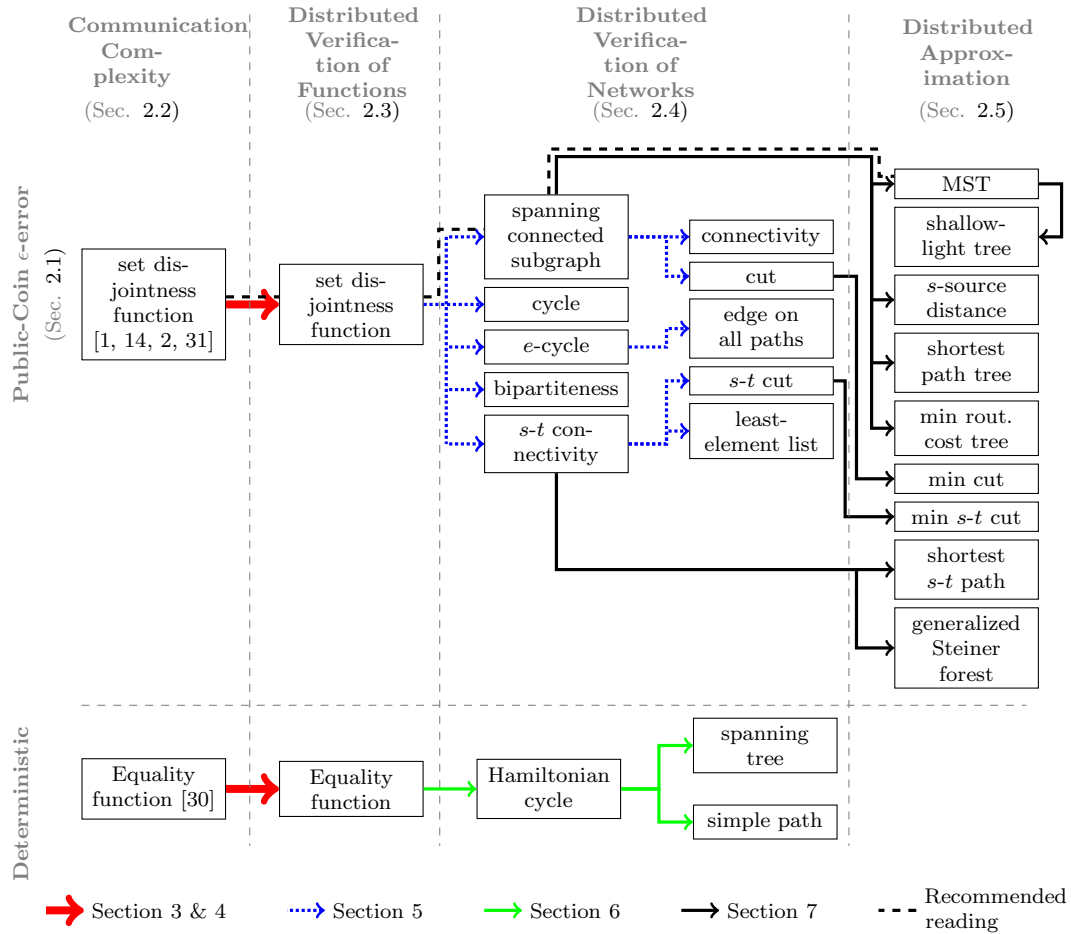 Communication
Com-
plexity
(Sec. 2.2)
Distributed
Verifica-
tion of
Functions
(Sec. 2.3)
Distributed
Verifica-
tion of
Networks
(Sec. 2.4)
Distributed
Approx-
imation
(Sec. 2.5)
Public-Coin ϵ-error
(Sec. 2.1)
set dis-
jointness
function
[1, 14, 2, 31]
set dis-
jointness
function
spanning
connected
subgraph
cycle
e-cycle
bipartiteness
s-t con-
nectivity
connectivity
cut
edge on
all paths
s-t cut
least-
element list
MST
shallow-
light tree
s-source
distance
shortest
path tree
min rout.
cost tree
min cut
min s-t cut
shortest
s-t path
generalized
Steiner
forest
Deterministic
Equality
function [30]
Equality
function
Hamiltonian
cycle
spanning
tree
simple path
Section 3 & 4
Section 5
Section 6
Section 7
Recommended
reading